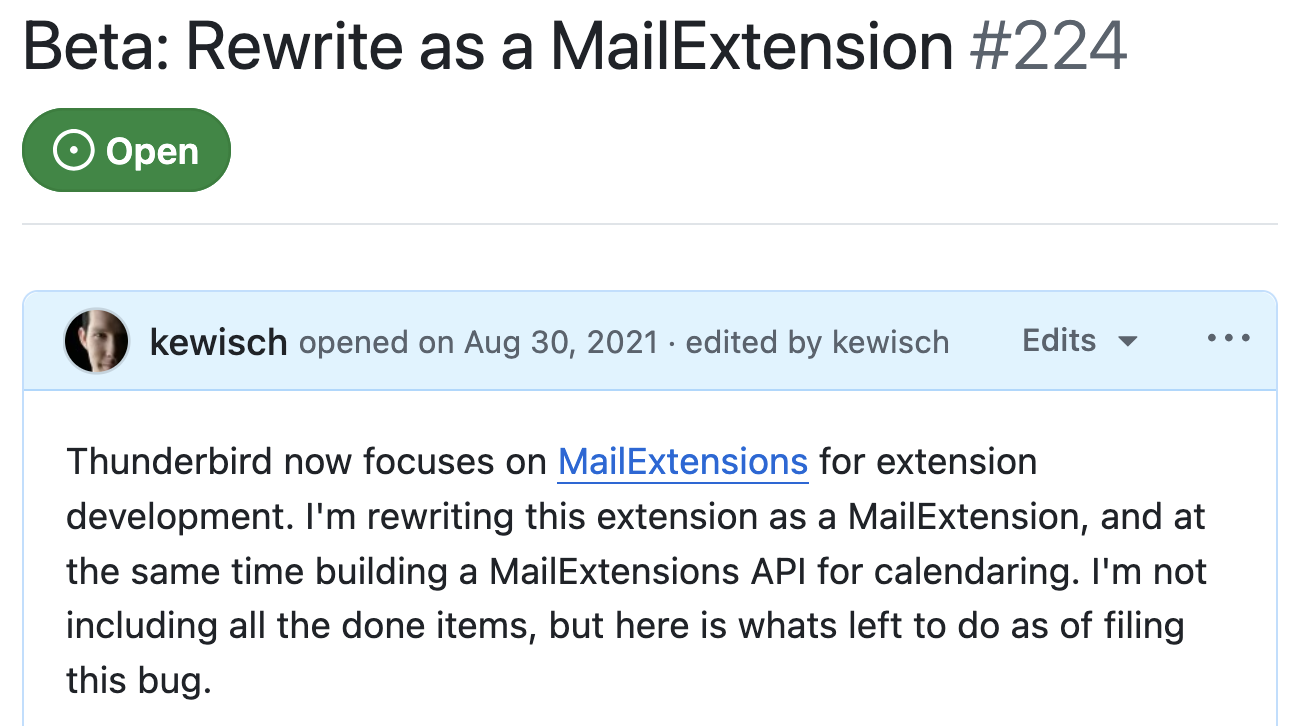 Beta: Rewrite as a MailExtension #224
Open
kewisch opened on Aug 30, 2021 · edited by kewisch Edits
Thunderbird now focuses on MailExtensions for extension
development. I'm rewriting this extension as a MailExtension, and at
the same time building a MailExtensions API for calendaring. I'm not
including all the done items, but here is whats left to do as of filing
this bug.